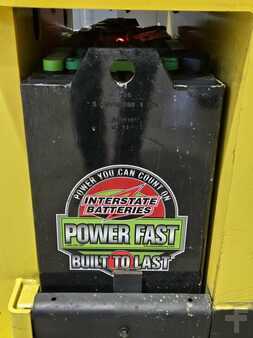 POWER YOU CAN COUNT ON
INTERSTATE
BATTERIES
POWER FAST
BUILT TO LAST